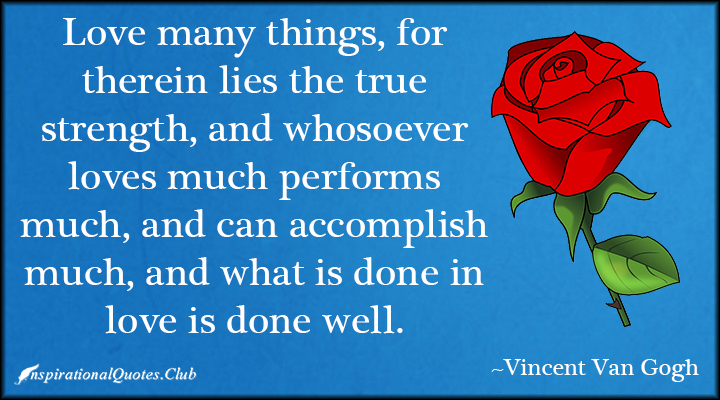 Love many things, for
therein lies the true
strength, and whosoever
loves much performs
much, and can accomplish
much, and what is done in
love is done well.
~Vincent Van Gogh
InspirationalQuotes.Club